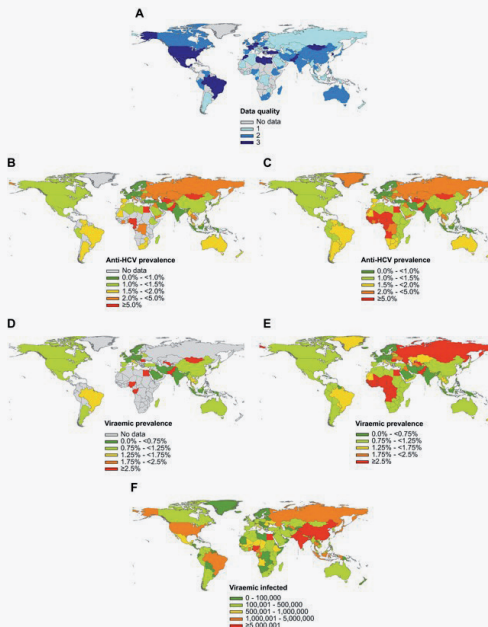 A
Data quality
No data
1
2
3
B
Anti-HCV prevalence
No data
0.0% - <1.0%
1.0% - <1.5%
1.5% - <2.0%
2.0% - <5.0%
≥5.0%
C
Anti-HCV prevalence
0.0% - <1.0%
1.0% - <1.5%
1.5% - <2.0%
2.0% - <5.0%
≥5.0%
D
Viraemic prevalence
No data
0.0% - <0.75%
0.75% - <1.25%
1.25% - <1.75%
1.75% - <2.5%
≥2.5%
E
Viraemic prevalence
0.0% - <0.75%
0.75% - <1.25%
1.25% - <1.75%
1.75% - <2.5%
≥2.5%
F
Viraemic infected
0 - 100,000
100,001 - 500,000
500,001 - 1,000,000
1,000,001 - 5,000,000
≥5,000,001